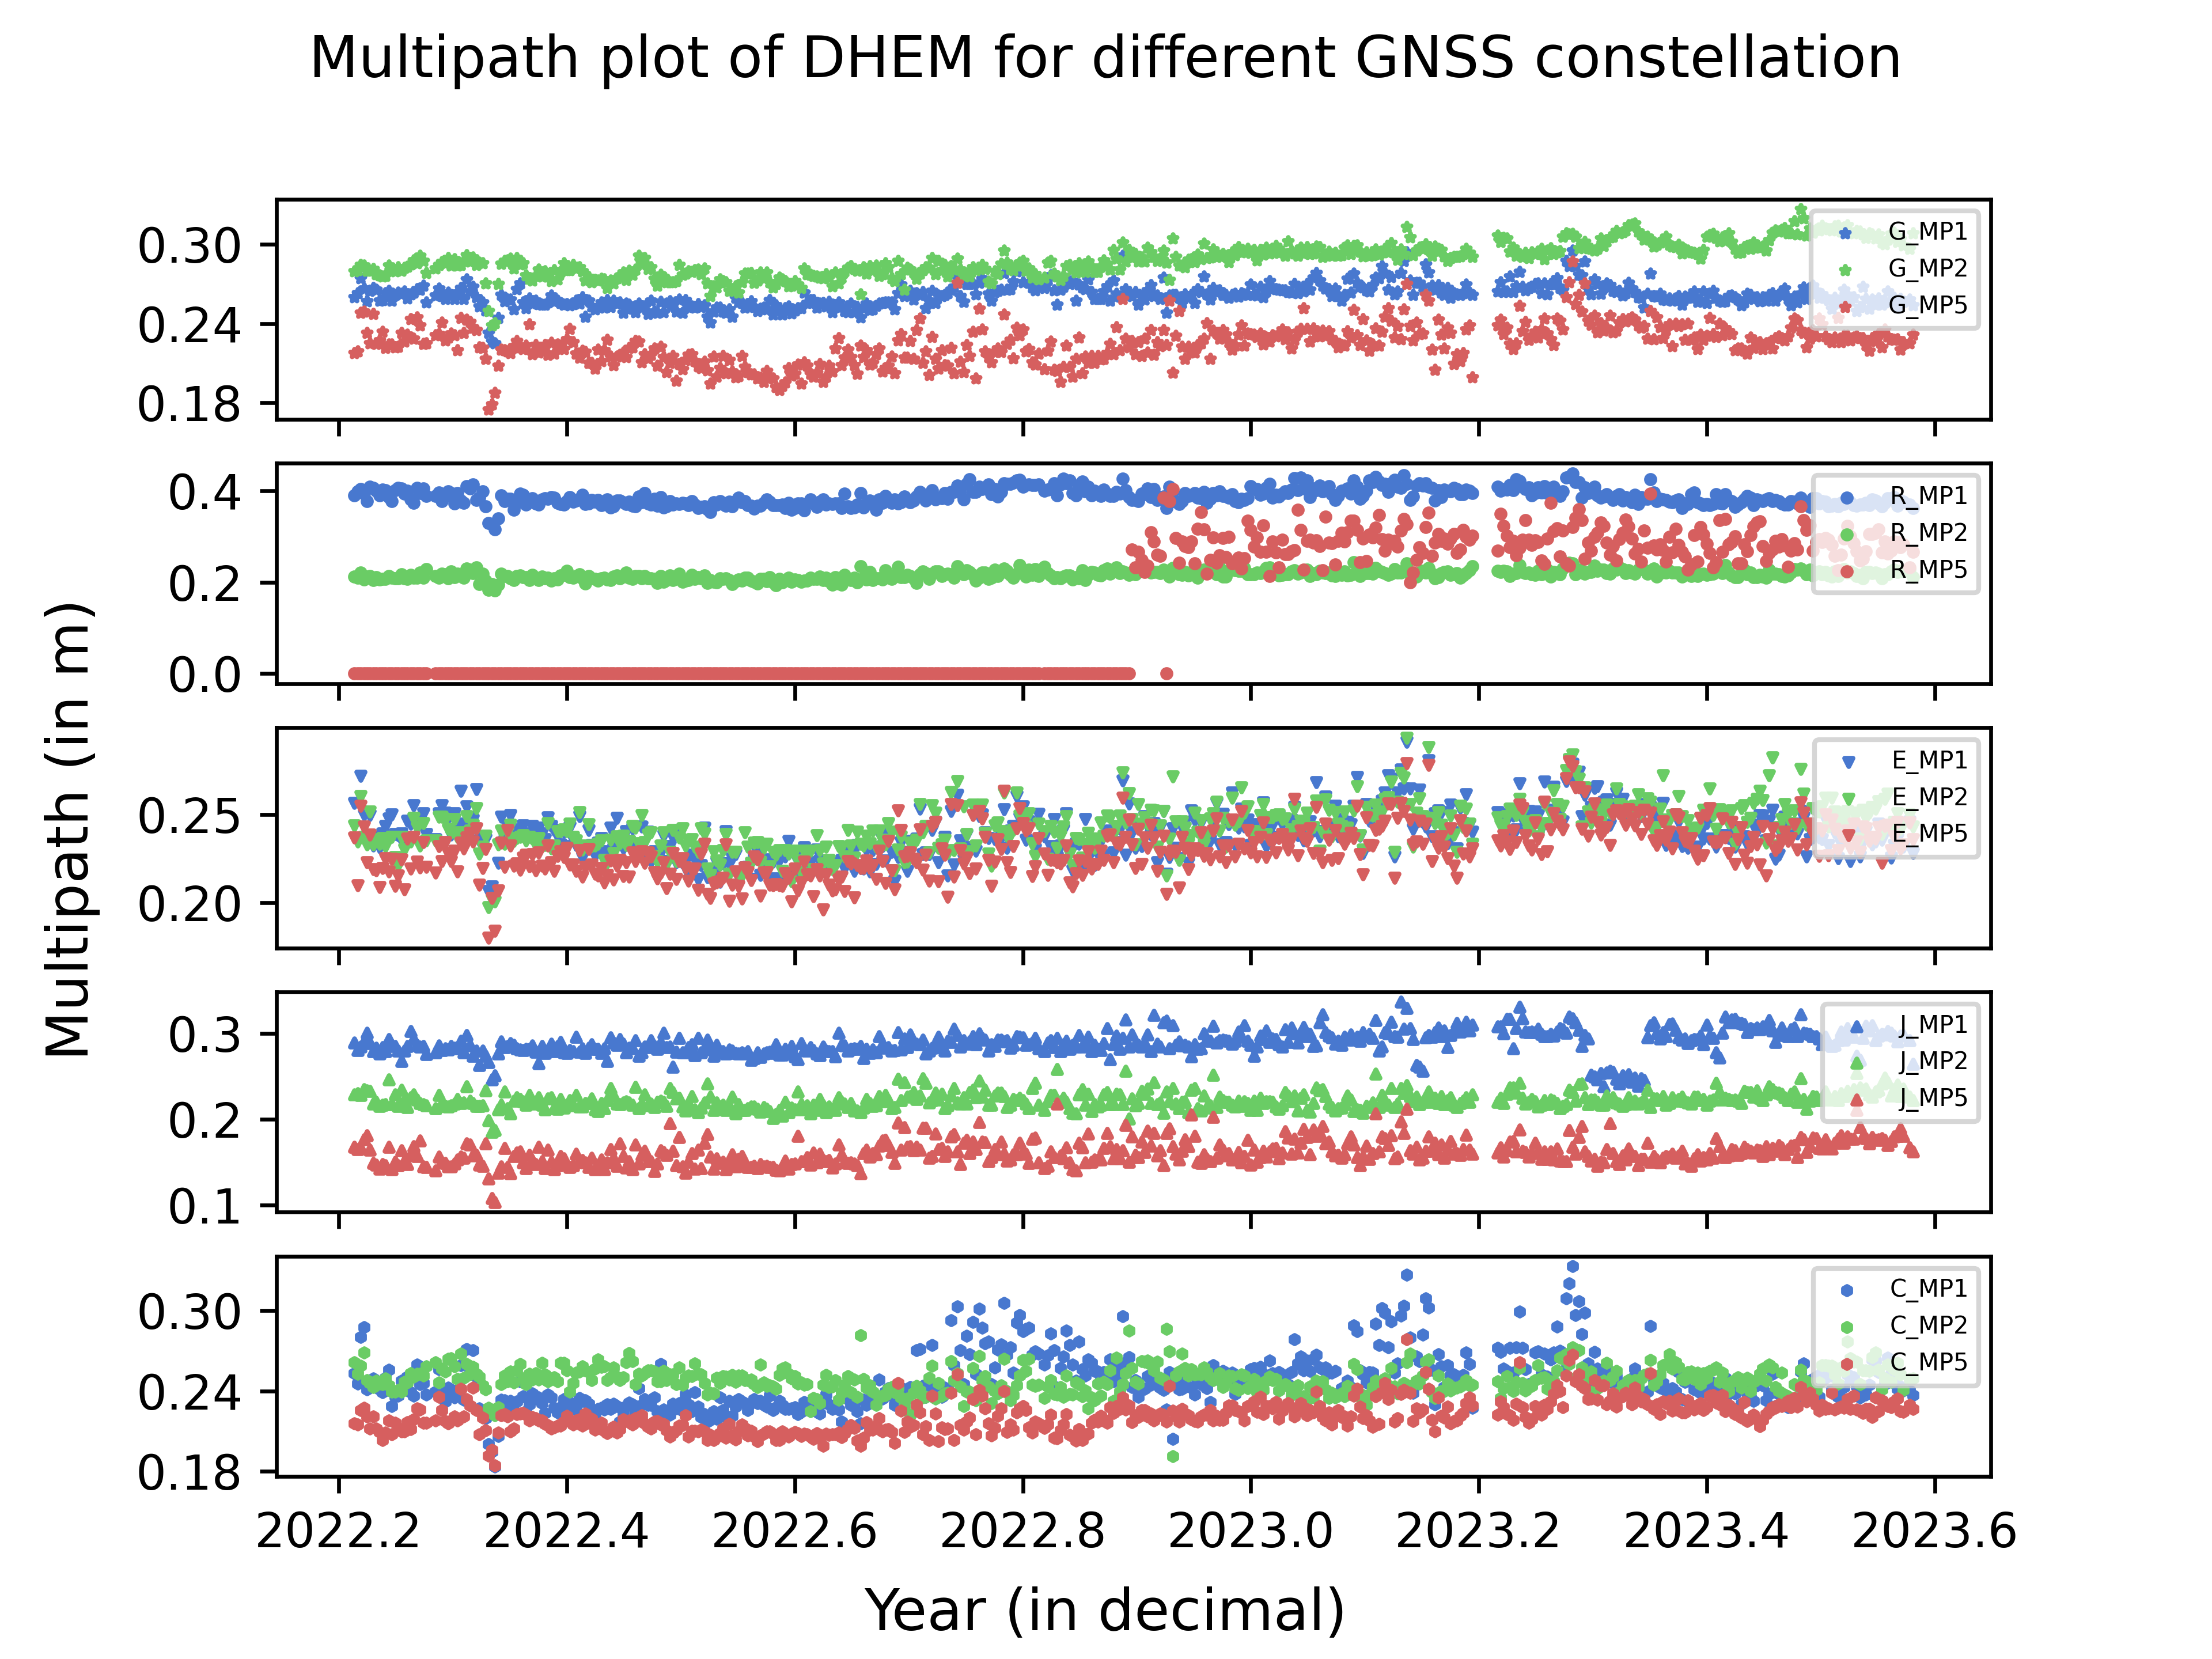 Multipath plot of DHEM for different GNSS constellation
Multipath (in m)
0.30
0.24
0.18
G_MP1
G_MP2
G_MP5
0.4
0.2
0.0
R_MP1
R_MP2
R_MP5
0.25
0.20
E_MP1
E_MP2
E_MP5
0.3
0.2
0.1
J_MP1
J_MP2
J_MP5
0.30
0.24
0.18
C_MP1
C_MP2
C_MP5
2022.2 2022.4 2022.6 2022.8 2023.0 2023.2 2023.4 2023.6
Year (in decimal)